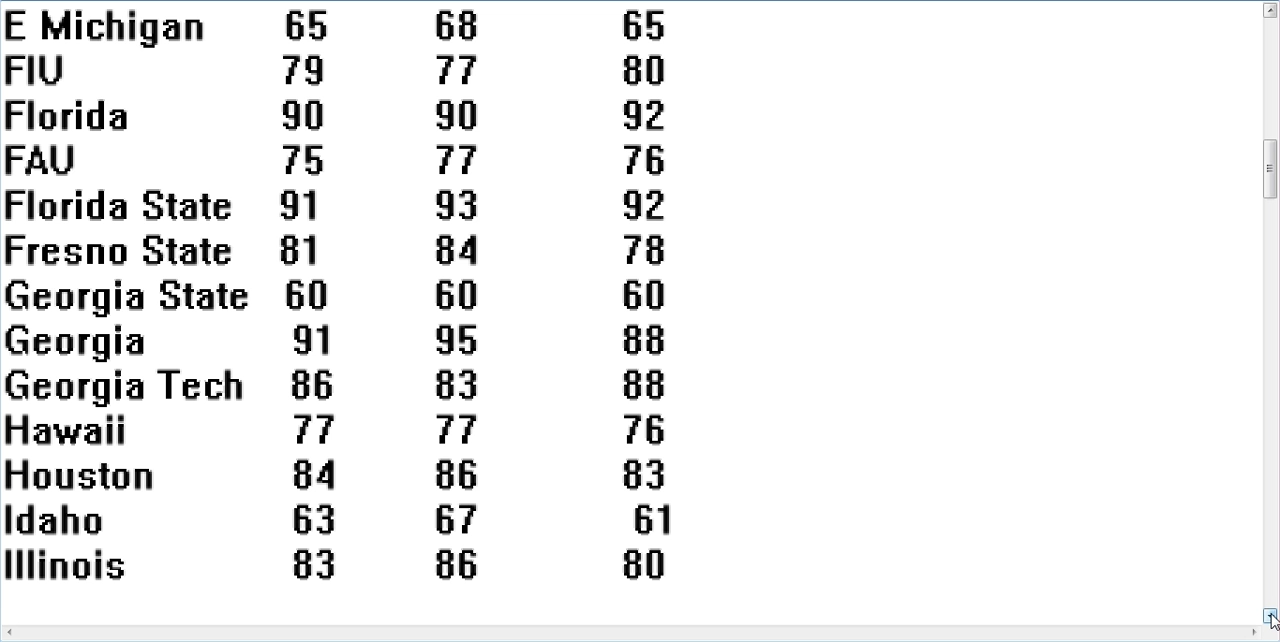 E Michigan 65 68 65
FIU 79 77 80
Florida 90 90 92
FAU 75 77 76
Florida State 91 93 92
Fresno State 81 84 78
Georgia State 60 60 60
Georgia 91 95 88
Georgia Tech 86 83 88
Hawaii 77 77 76
Houston 84 86 83
Idaho 63 67 61
Illinois 83 86 80